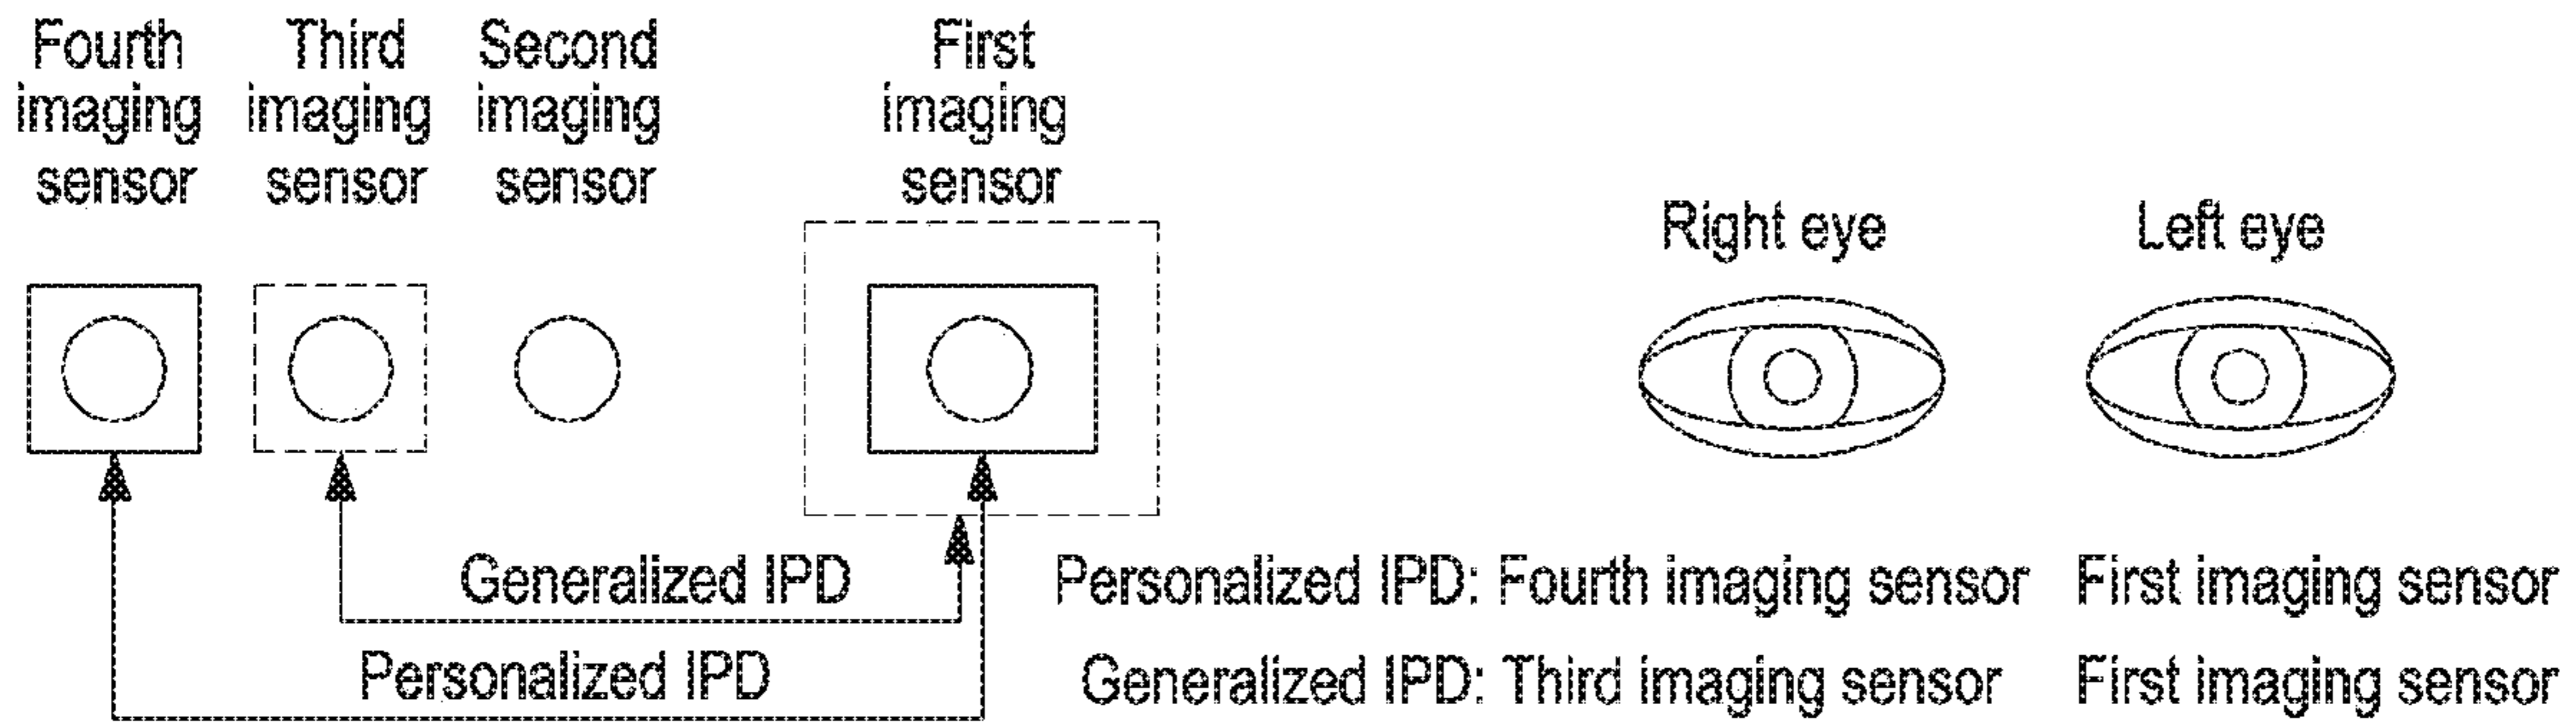 Fourth
imaging
sensor
Third
imaging
sensor
Second
imaging
sensor
First
imaging
sensor
Right eye
Left eye
Generalized IPD
Personalized IPD
Personalized IPD: Fourth imaging sensor First imaging sensor
Generalized IPD: Third imaging sensor First imaging sensor